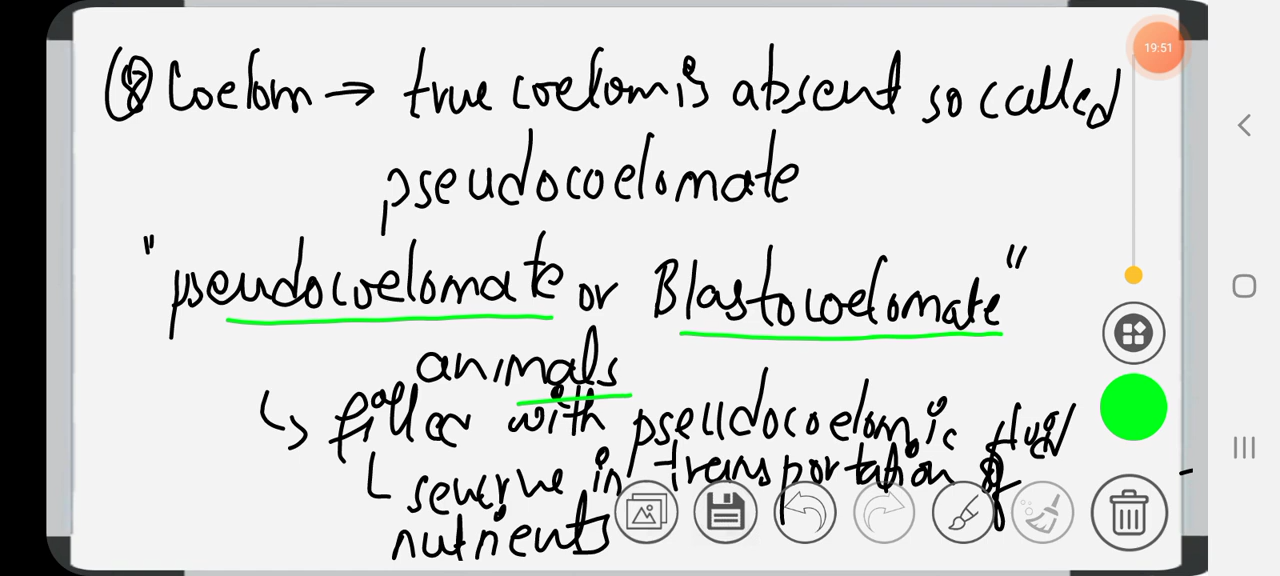 19:51
(8) Coelom → true coelom is absent so called
pseudocoelomate
"pseudocoelomate or Blastocoelomate"
animals
↳ filled with pseudocoelomic fluid
└ severve in transportation of
nutrients